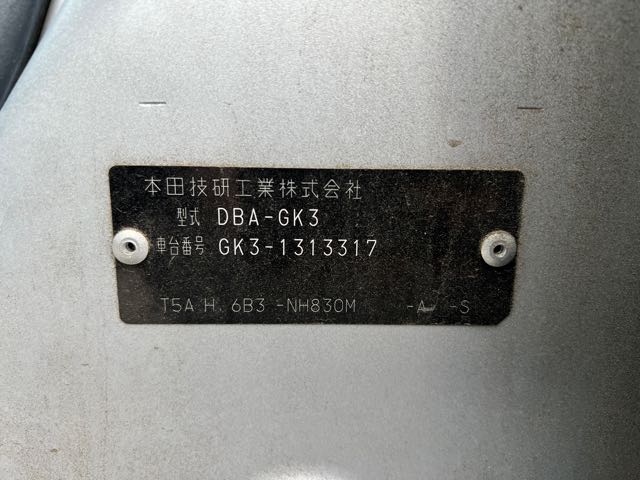 本田技研工業株式会社
型式 DBA-GK3
車台番号 GK3-1313317
T5A H. 6B3 -NH830M -A -S